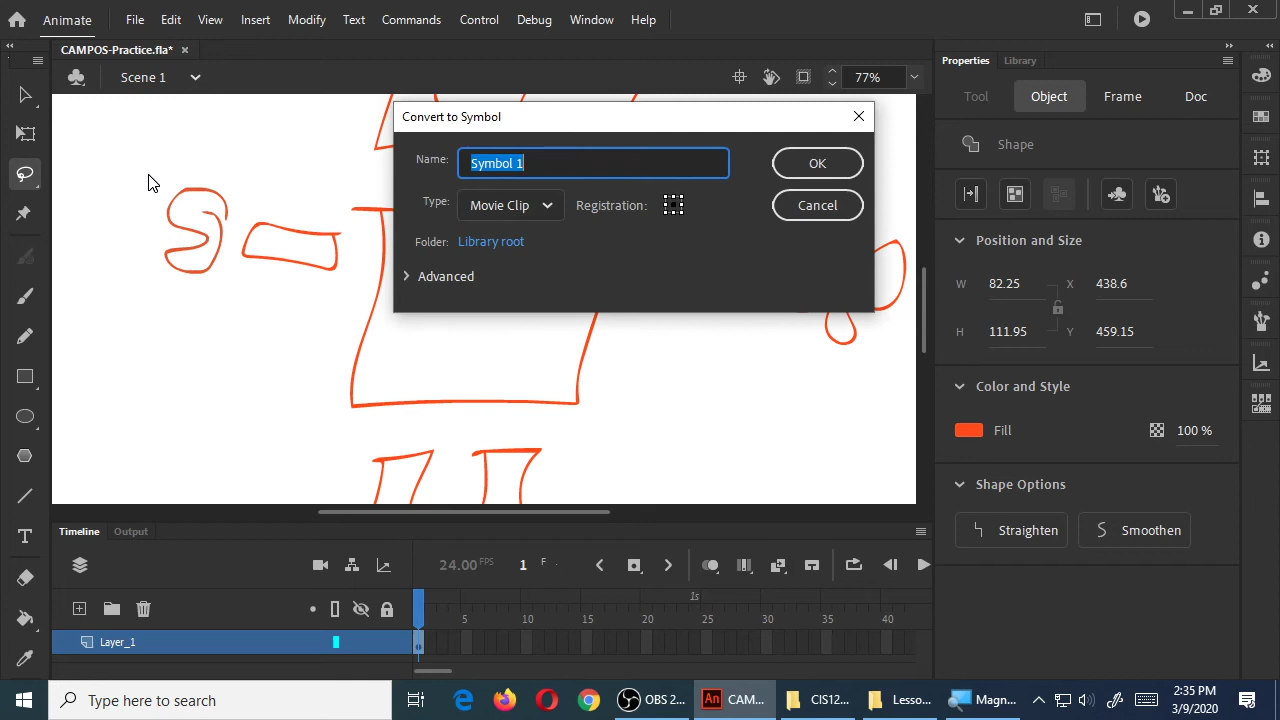 Animate File Edit View Insert Modify Text Commands Control Debug Window Help
CAMPOS-Practice.fla*
Scene 1 77%
Properties Library
Tool Object Frame Doc
Shape
Convert to Symbol
Name: Symbol 1 OK
Type: Movie Clip Registration: Cancel
Folder: Library root
Advanced
Position and Size
W 82.25 X 438.6
H 111.95 Y 459.15
Color and Style
Fill 100 %
Shape Options
Straighten Smoothen
Timeline Output
24.00 FPS 1 F
1s
5 10 15 20 25 30 35 40
Layer_1
Type here to search OBS 2... CAM... CIS12... Lesso... Magn... 2:35 PM
3/9/2020